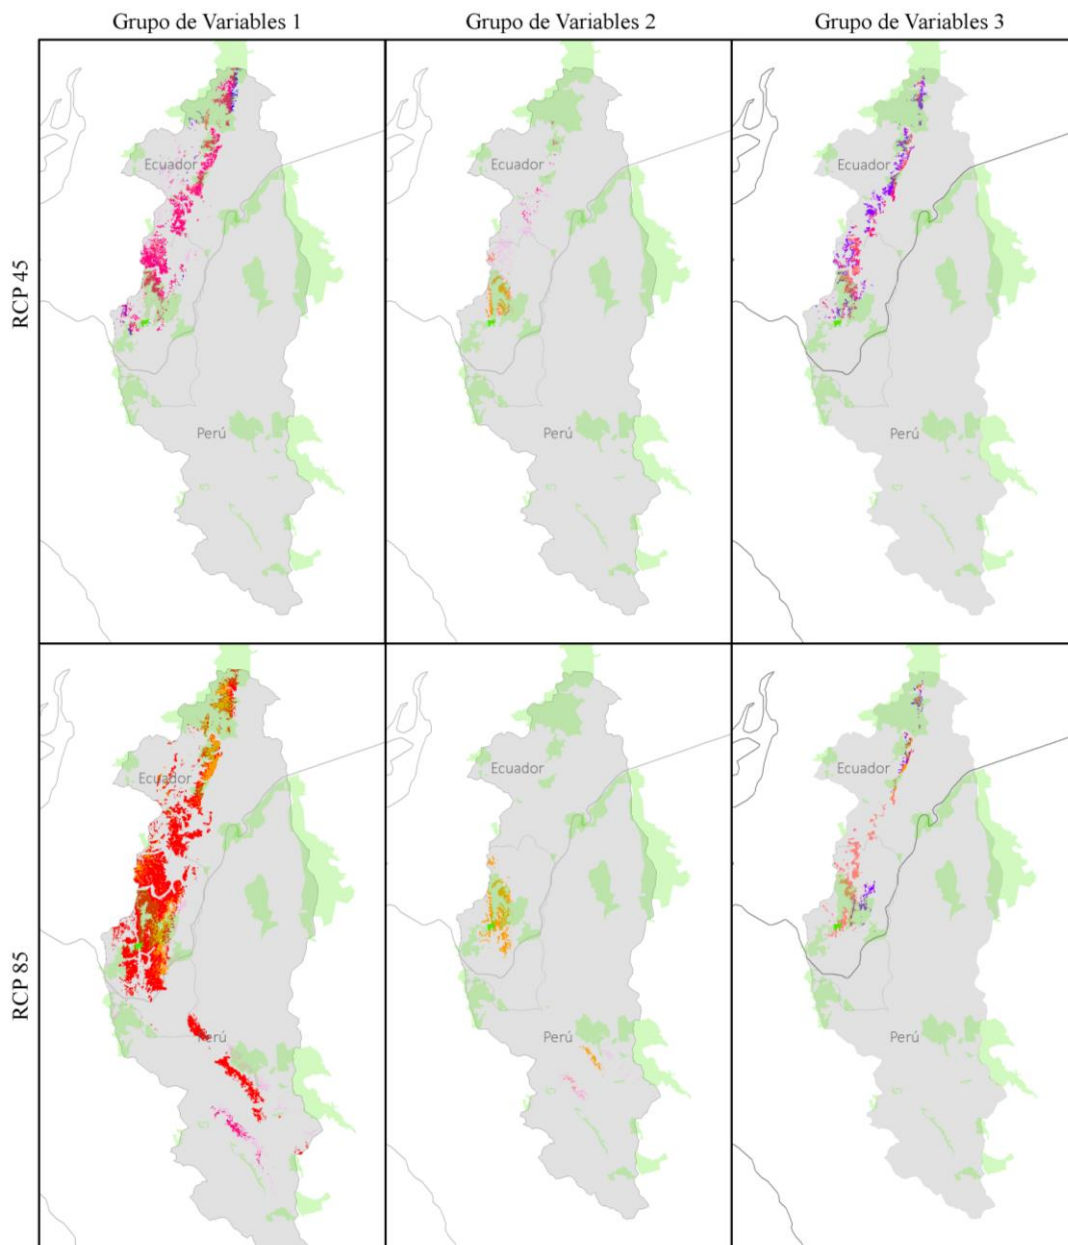 Grupo de Variables 1
Grupo de Variables 2
Grupo de Variables 3
RCP 45
Ecuador
Perú
Ecuador
Perú
Ecuador
Perú
RCP 85
Ecuador
Perú
Ecuador
Perú
Ecuador
Perú